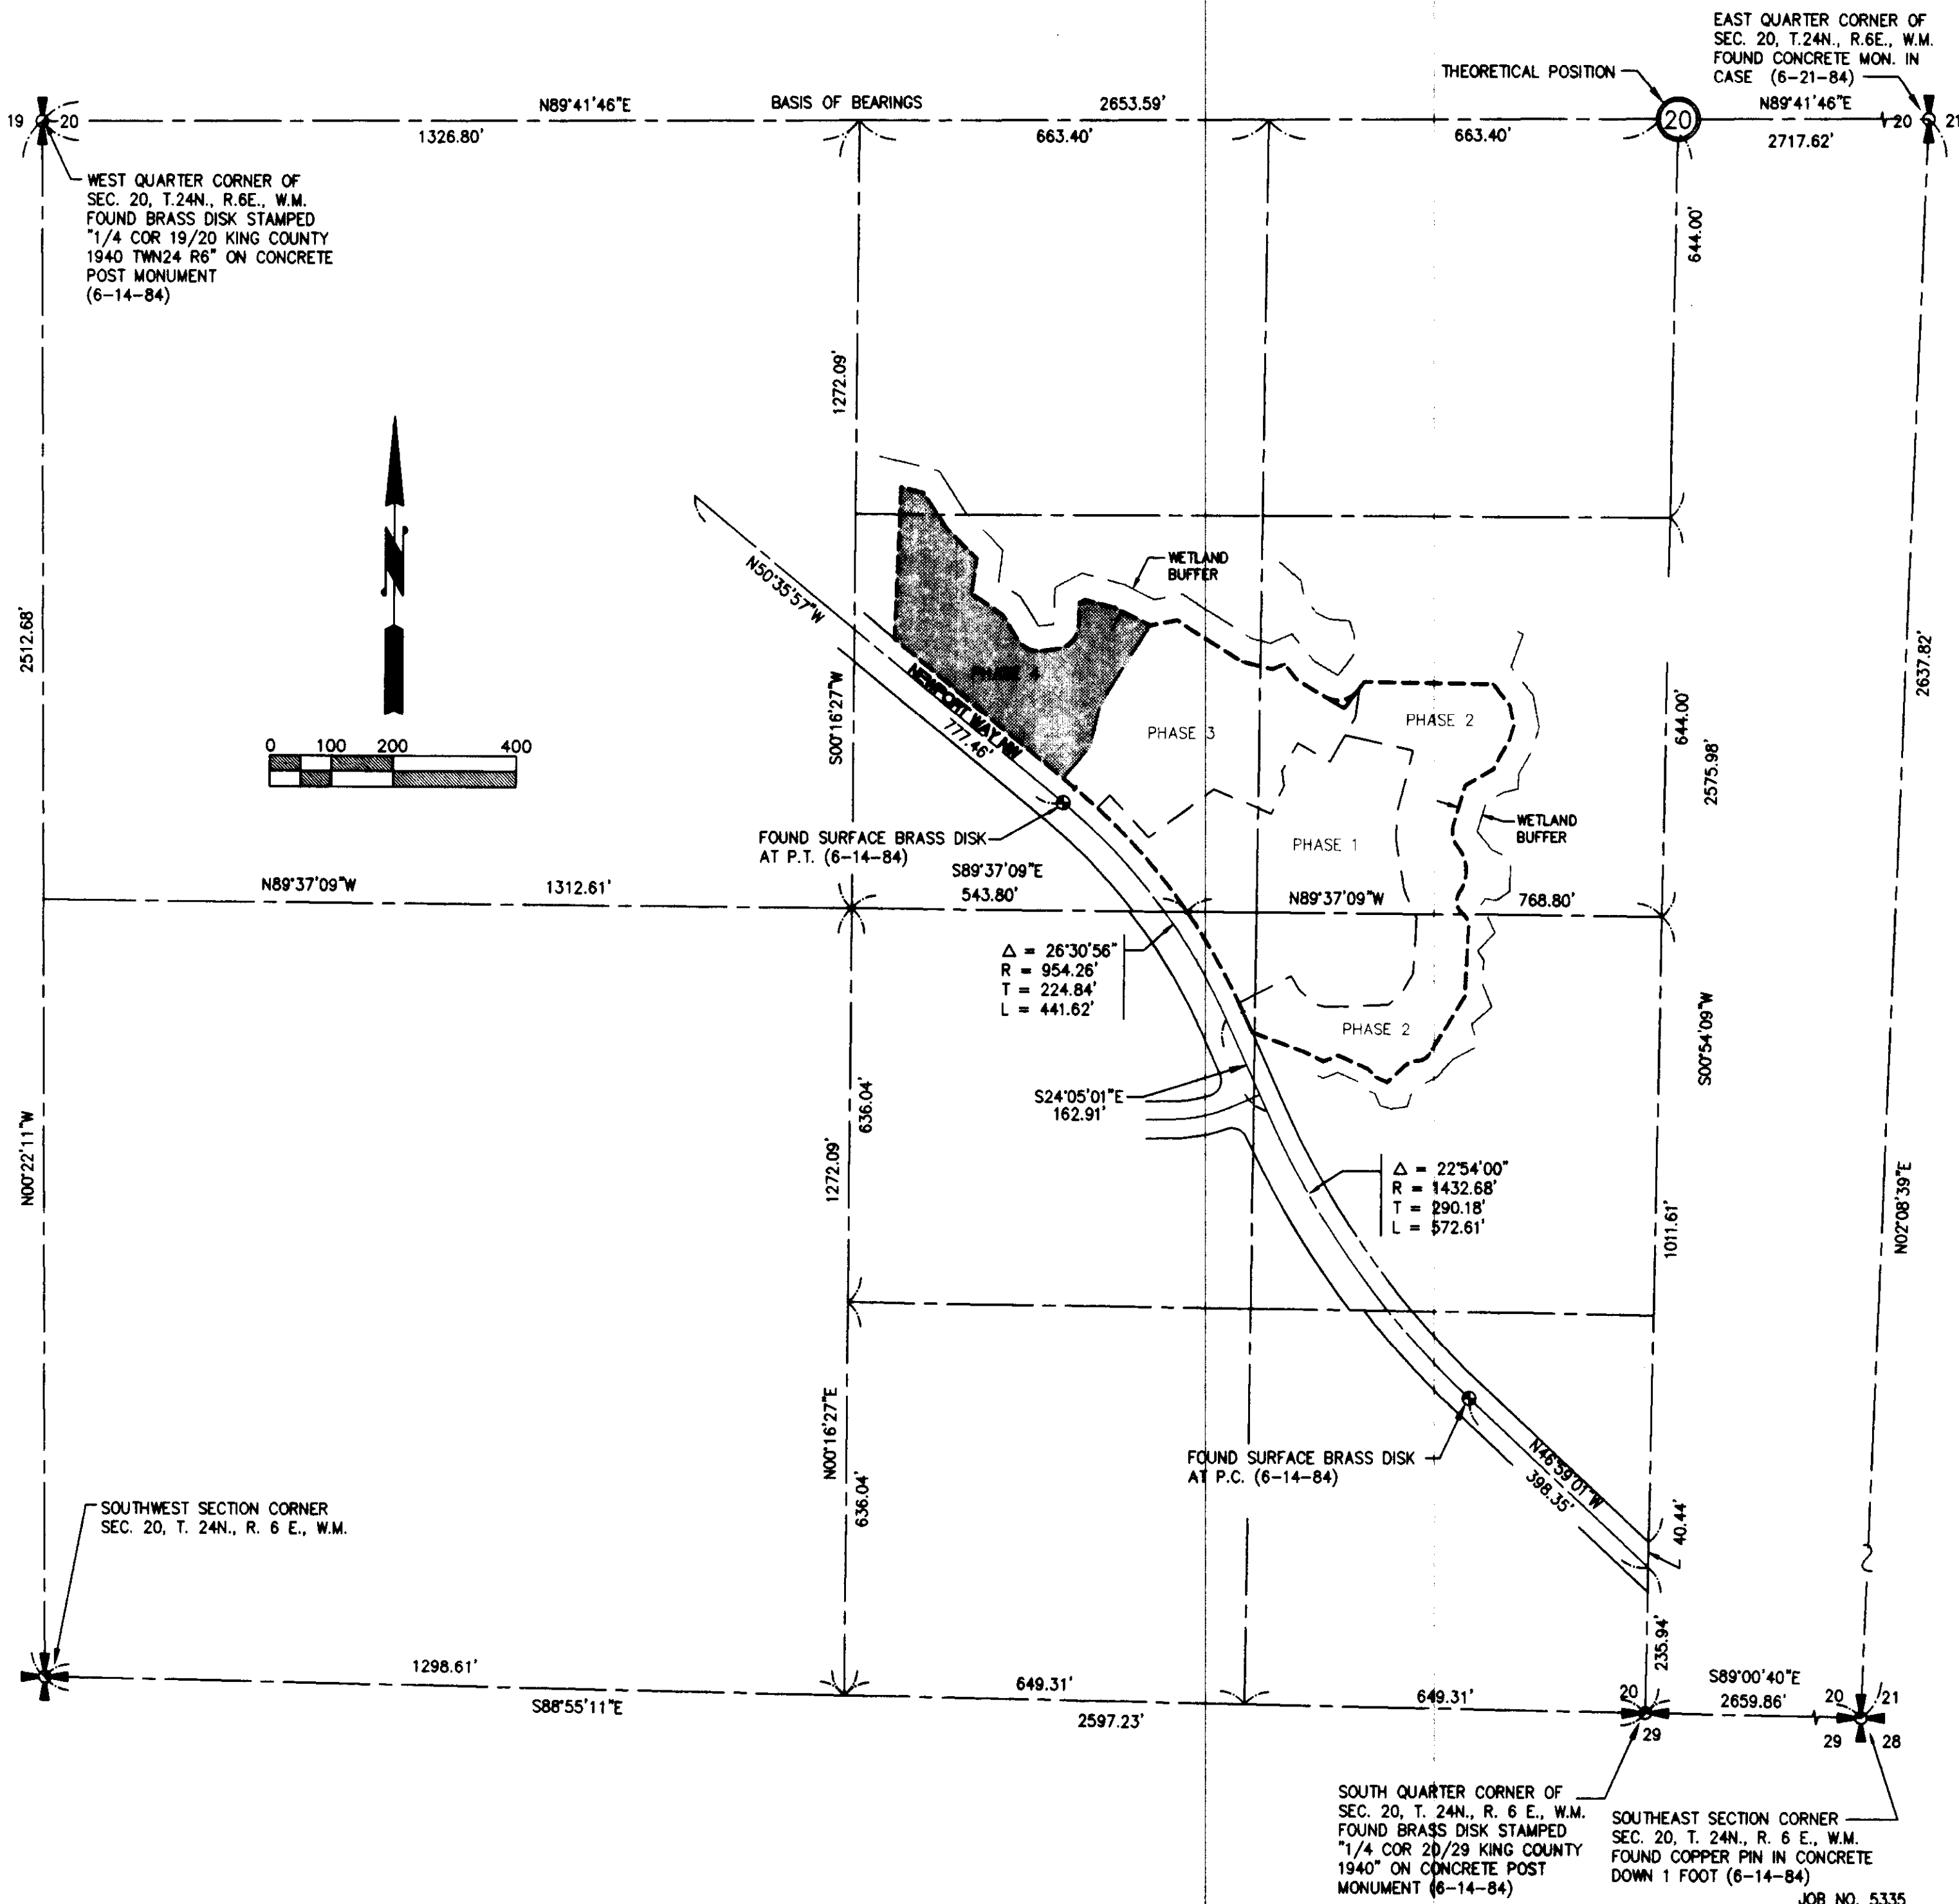 EAST QUARTER CORNER OF
SEC. 20, T.24N., R.6E., W.M.
FOUND CONCRETE MON. IN
CASE (6-21-84)
THEORETICAL POSITION
N89°41'46"E
BASIS OF BEARINGS
2653.59'
N89°41'46"E
19
20
1326.80'
663.40'
663.40'
20
2717.62'
20
21
WEST QUARTER CORNER OF
SEC. 20, T.24N., R.6E., W.M.
FOUND BRASS DISK STAMPED
"1/4 COR 19/20 KING COUNTY
1940 TWN24 R6" ON CONCRETE
POST MONUMENT
(6-14-84)
644.00'
1272.09'
N
2512.68'
N50°35'57"W
WETLAND
BUFFER
PHASE 4
NEWPORT WAY NW
777.46'
S00°16'27"W
PHASE 3
PHASE 2
644.00'
2575.98'
2637.82'
0 100 200 400
FOUND SURFACE BRASS DISK
AT P.T. (6-14-84)
PHASE 1
WETLAND
BUFFER
N89°37'09"W
1312.61'
S89°37'09"E
543.80'
N89°37'09"W
768.80'
Δ = 26°30'56"
R = 954.26'
T = 224.84'
L = 441.62'
PHASE 2
S00°54'09"W
S24°05'01"E
162.91'
636.04'
1272.09'
N00°22'11"W
Δ = 22°54'00"
R = 1432.68'
T = 290.18'
L = 572.61'
1011.61'
N02°08'39"E
N00°16'27"E
636.04'
FOUND SURFACE BRASS DISK
AT P.C. (6-14-84)
N46°59'01"W
398.35'
40.44'
SOUTHWEST SECTION CORNER
SEC. 20, T. 24N., R. 6 E., W.M.
235.94'
1298.61'
S88°55'11"E
649.31'
2597.23'
649.31'
20
29
S89°00'40"E
2659.86'
20
21
29
28
SOUTH QUARTER CORNER OF
SEC. 20, T. 24N., R. 6 E., W.M.
FOUND BRASS DISK STAMPED
"1/4 COR 20/29 KING COUNTY
1940" ON CONCRETE POST
MONUMENT (6-14-84)
SOUTHEAST SECTION CORNER
SEC. 20, T. 24N., R. 6 E., W.M.
FOUND COPPER PIN IN CONCRETE
DOWN 1 FOOT (6-14-84)
JOB NO. 5335